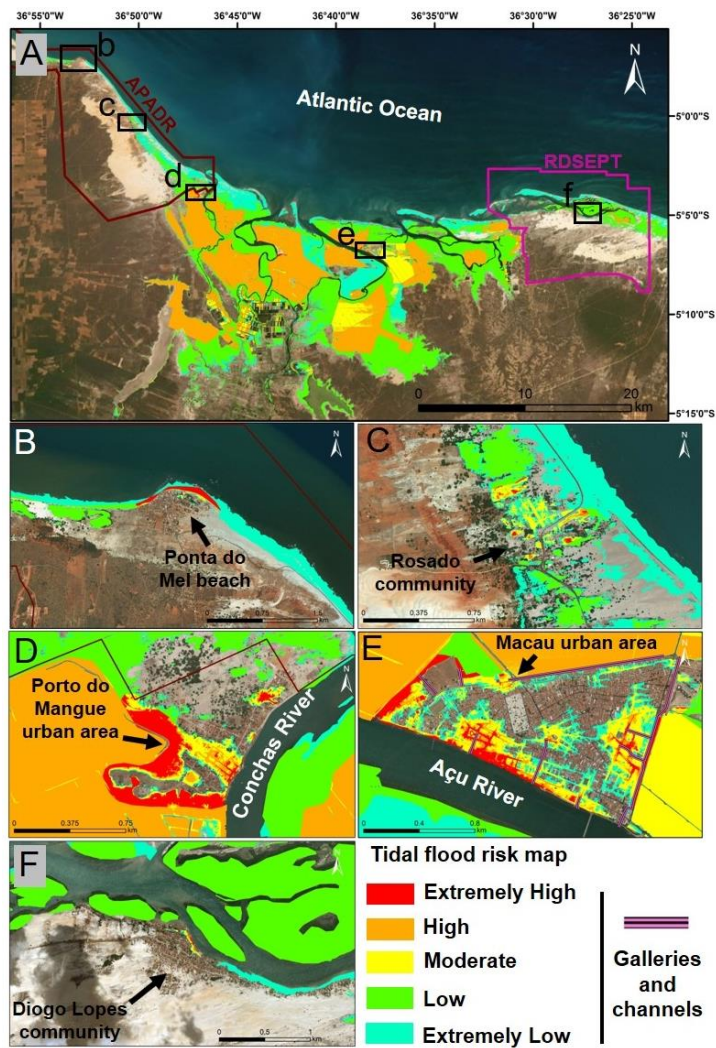 36°55'0"W 36°50'0"W 36°45'0"W 36°40'0"W 36°35'0"W 36°30'0"W 36°25'0"W
A
b
N
APADR
Atlantic Ocean
c
5°0'0"S
RDSEPT
d
f
e
5°5'0"S
5°10'0"S
0 10 20
km
5°15'0"S
B
N
Ponta do
Mel beach
km
C
N
Rosado
community
0 0.375 0.75
km
D
N
Porto do
Mangue
urban area
Conchas River
0 0.375 0.75
km
E
Macau urban area
N
Açu River
0 0.4 0.8
km
F
Diogo Lopes
community
0 0.5 1
km
Tidal flood risk map
Extremely High
High
Moderate
Low
Extremely Low
Galleries
and
channels